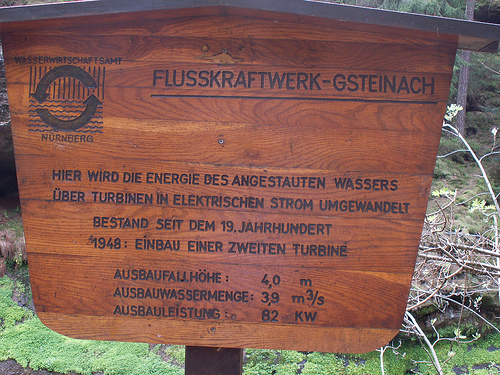 WASSERWIRTSCHAFTSAMT
NÜRNBERG
FLUSSKRAFTWERK-GSTEINACH
HIER WIRD DIE ENERGIE DES ANGESTAUTEN WASSERS
ÜBER TURBINEN IN ELEKTRISCHEN STROM UMGEWANDELT
BESTAND SEIT DEM 19. JAHRHUNDERT
1948: EINBAU EINER ZWEITEN TURBINE
AUSBAUFALLHÖHE: 4,0 m
AUSBAUWASSERMENGE: 3,9 m³/s
AUSBAULEISTUNG: 82 KW